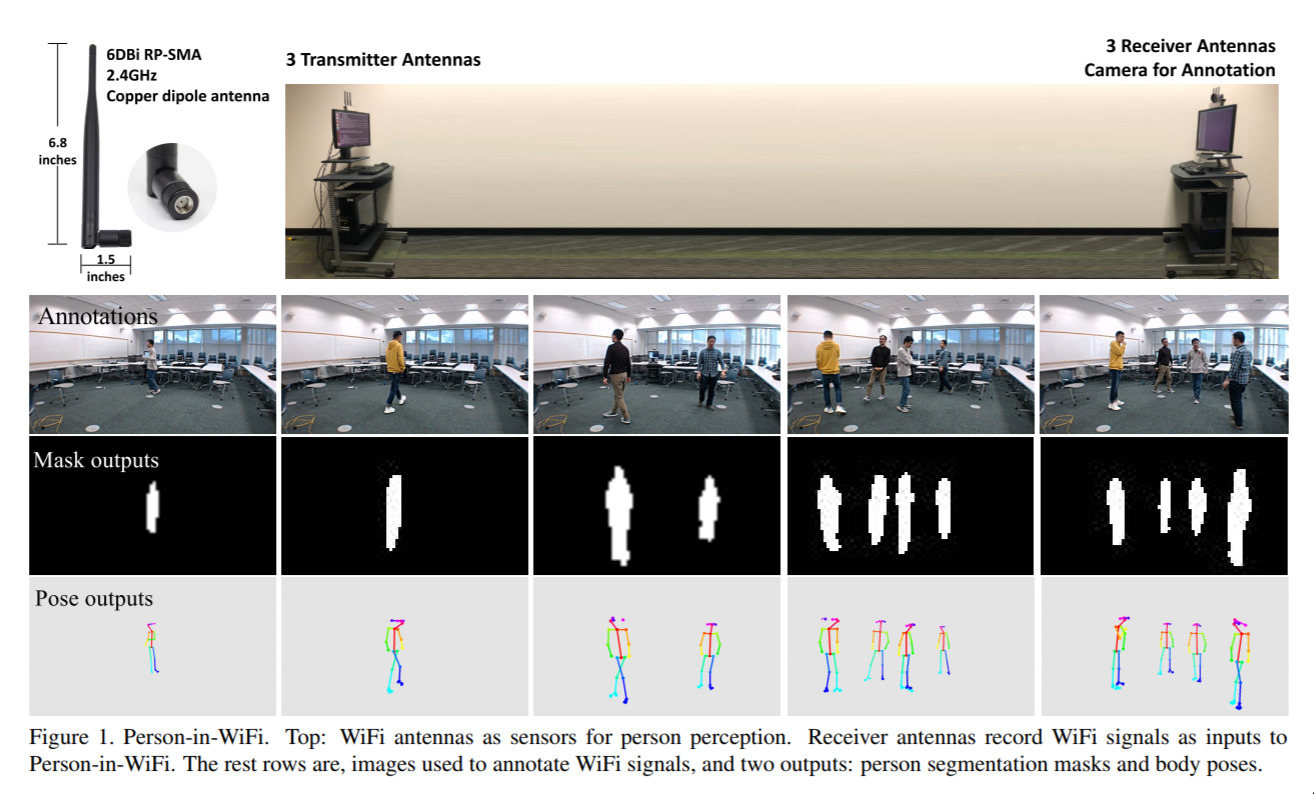 6DBi RP-SMA
2.4GHz
Copper dipole antenna
6.8
inches
1.5
inches
3 Transmitter Antennas
3 Receiver Antennas
Camera for Annotation
Annotations
Mask outputs
Pose outputs
Figure 1. Person-in-WiFi. Top: WiFi antennas as sensors for person perception. Receiver antennas record WiFi signals as inputs to
Person-in-WiFi. The rest rows are, images used to annotate WiFi signals, and two outputs: person segmentation masks and body poses.